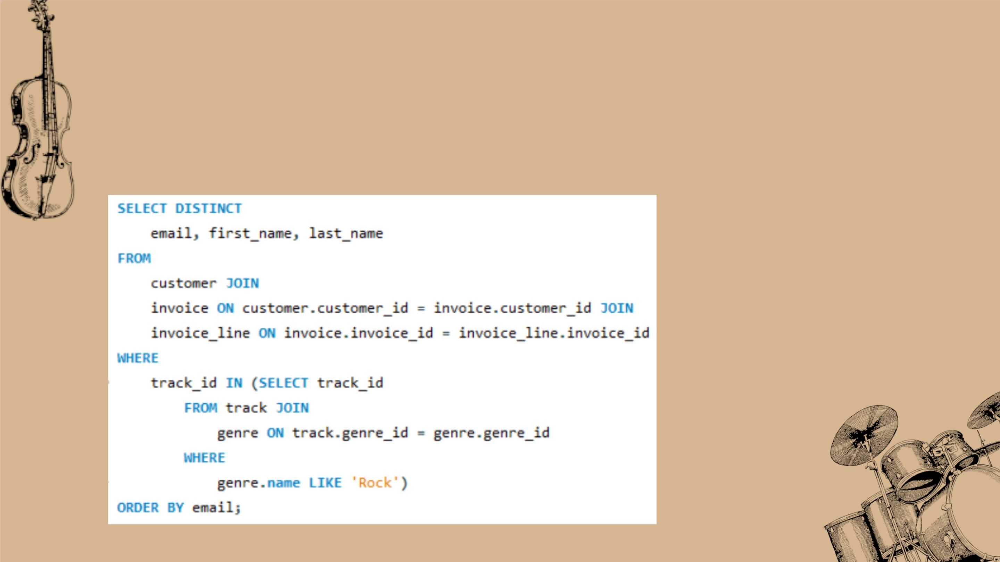 SELECT DISTINCT
email, first_name, last_name
FROM
customer JOIN
invoice ON customer.customer_id = invoice.customer_id JOIN
invoice_line ON invoice.invoice_id = invoice_line.invoice_id
WHERE
track_id IN (SELECT track_id
FROM track JOIN
genre ON track.genre_id = genre.genre_id
WHERE
genre.name LIKE 'Rock')
ORDER BY email;